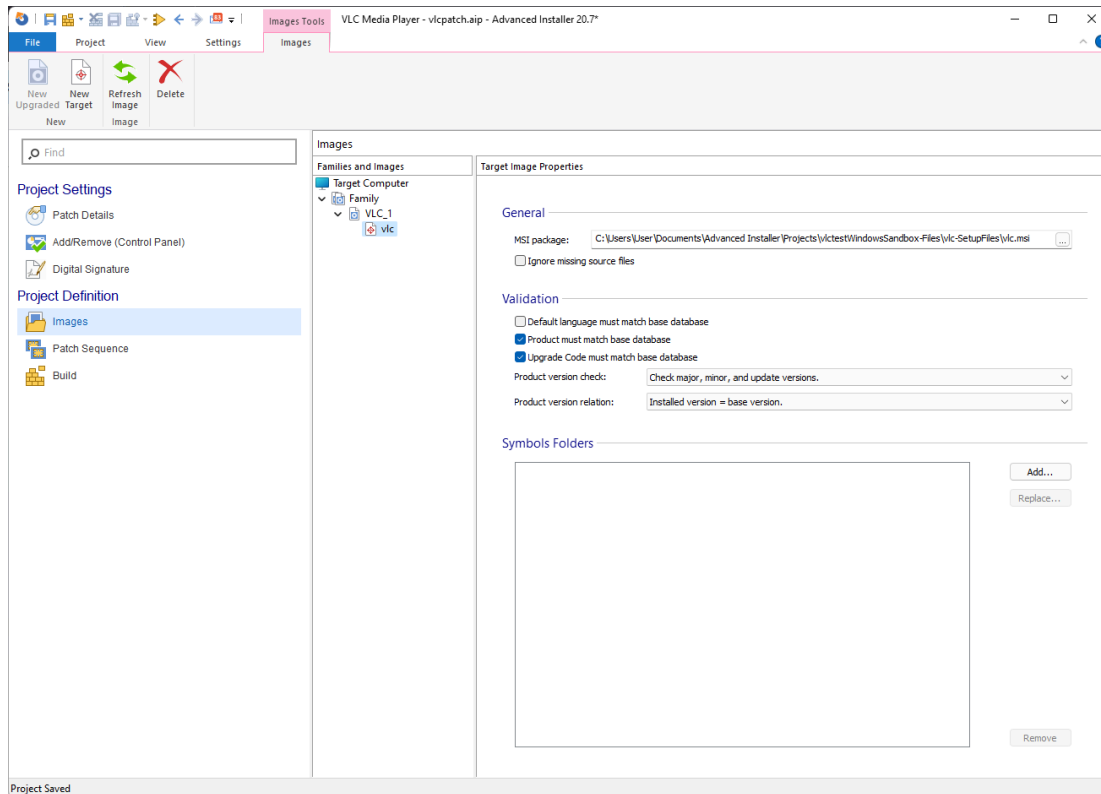 Images Tools
VLC Media Player - vlcpatch.aip - Advanced Installer 20.7*
File
Project
View
Settings
Images
New Upgraded
New Target
Refresh Image
Delete
New
Image
Find
Project Settings
Patch Details
Add/Remove (Control Panel)
Digital Signature
Project Definition
Images
Patch Sequence
Build
Images
Families and Images
Target Computer
Family
VLC_1
vlc
Target Image Properties
General
MSI package:
C:\Users\User\Documents\Advanced Installer\Projects\vlctestWindowsSandbox-Files\vlc-SetupFiles\vlc.msi
...
Ignore missing source files
Validation
Default language must match base database
Product must match base database
Upgrade Code must match base database
Product version check:
Check major, minor, and update versions.
Product version relation:
Installed version = base version.
Symbols Folders
Add...
Replace...
Remove
Project Saved